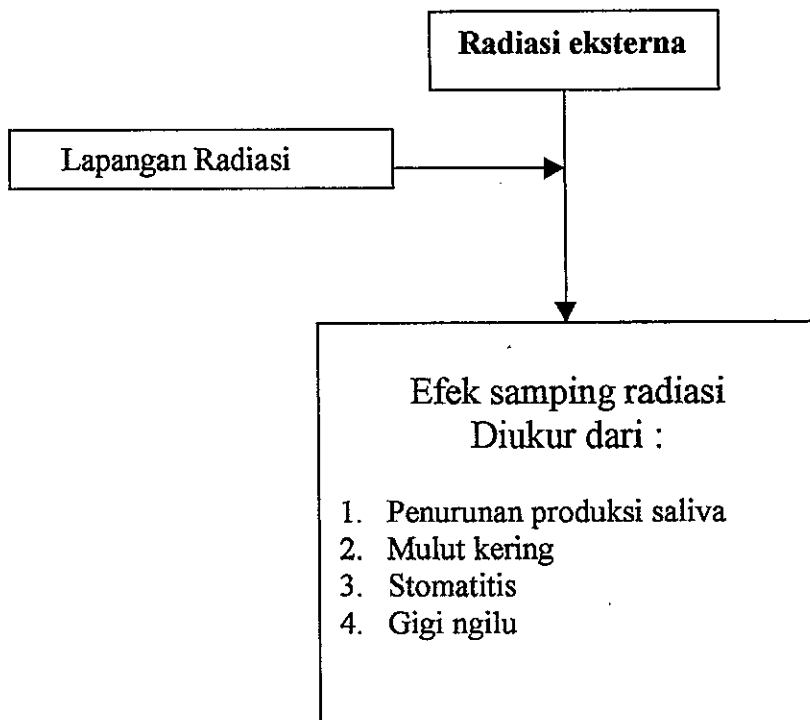 Radiasi eksterna
Lapangan Radiasi
Efek samping radiasi
Diukur dari :
1. Penurunan produksi saliva
2. Mulut kering
3. Stomatitis
4. Gigi ngilu